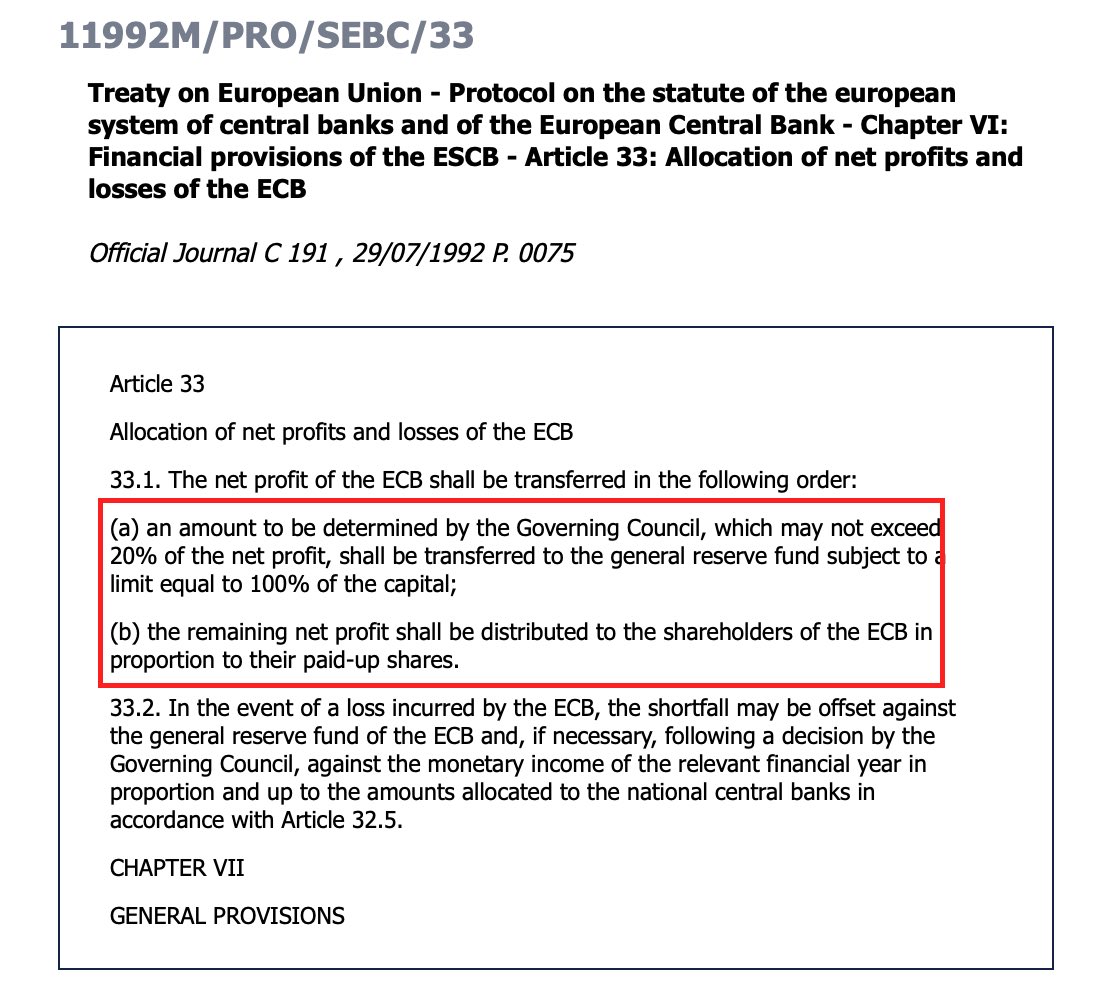 11992M/PRO/SEBC/33
Treaty on European Union - Protocol on the statute of the european
system of central banks and of the European Central Bank - Chapter VI:
Financial provisions of the ESCB - Article 33: Allocation of net profits and
losses of the ECB
Official Journal C 191 , 29/07/1992 P. 0075
Article 33
Allocation of net profits and losses of the ECB
33.1. The net profit of the ECB shall be transferred in the following order:
(a) an amount to be determined by the Governing Council, which may not exceed
20% of the net profit, shall be transferred to the general reserve fund subject to a
limit equal to 100% of the capital;
(b) the remaining net profit shall be distributed to the shareholders of the ECB in
proportion to their paid-up shares.
33.2. In the event of a loss incurred by the ECB, the shortfall may be offset against
the general reserve fund of the ECB and, if necessary, following a decision by the
Governing Council, against the monetary income of the relevant financial year in
proportion and up to the amounts allocated to the national central banks in
accordance with Article 32.5.
CHAPTER VII
GENERAL PROVISIONS